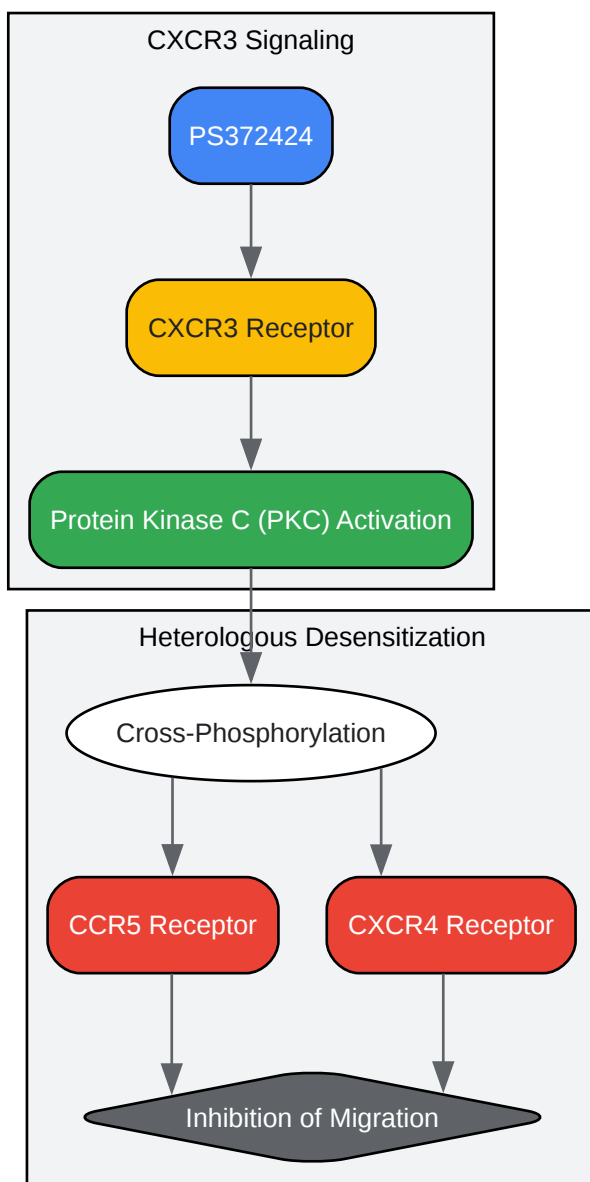 CXCR3 Signaling
PS372424
CXCR3 Receptor
Protein Kinase C (PKC) Activation
Heterologous Desensitization
Cross-Phosphorylation
CCR5 Receptor
CXCR4 Receptor
Inhibition of Migration